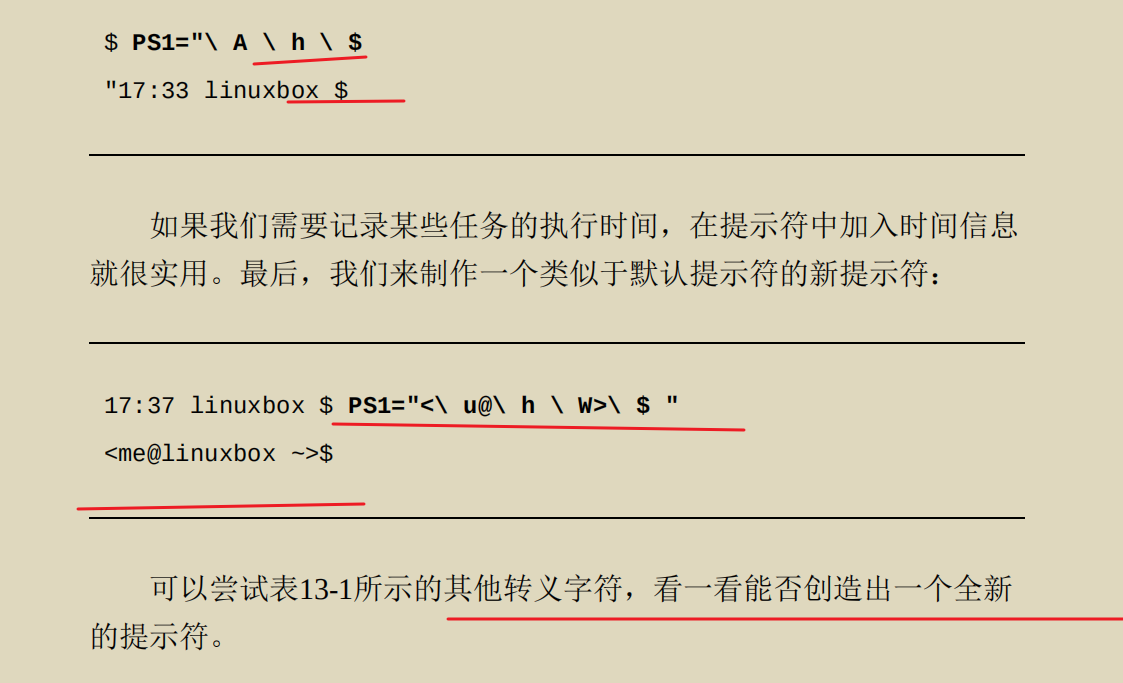 $ PS1="\ A \ h \ $
"17:33 linuxbox $
如果我们需要记录某些任务的执行时间，在提示符中加入时间信息
就很实用。最后，我们来制作一个类似于默认提示符的新提示符：
17:37 linuxbox $ PS1="<\ u@\ h \ W>\ $ "
<me@linuxbox ~>$
可以尝试表13-1所示的其他转义字符，看一看能否创造出一个全新
的提示符。